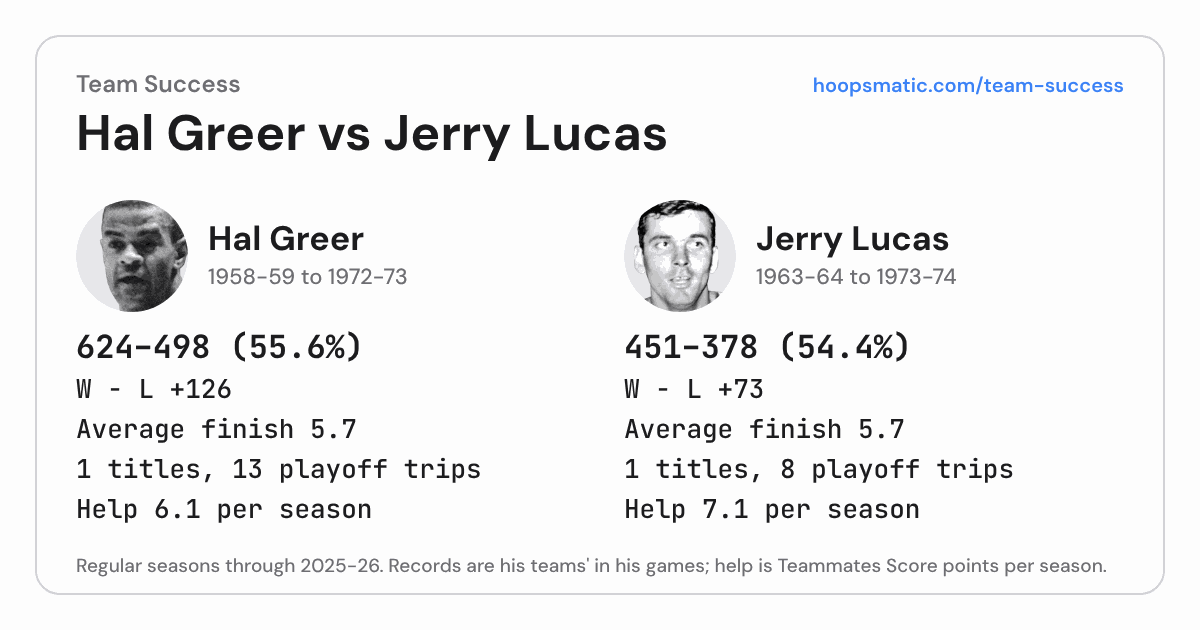 Team Success
hoopsmatic.com/team-success
Hal Greer vs Jerry Lucas
Hal Greer
1958-59 to 1972-73
624-498 (55.6%)
W - L +126
Average finish 5.7
1 titles, 13 playoff trips
Help 6.1 per season
Jerry Lucas
1963-64 to 1973-74
451-378 (54.4%)
W - L +73
Average finish 5.7
1 titles, 8 playoff trips
Help 7.1 per season
Regular seasons through 2025-26. Records are his teams' in his games; help is Teammates Score points per season.